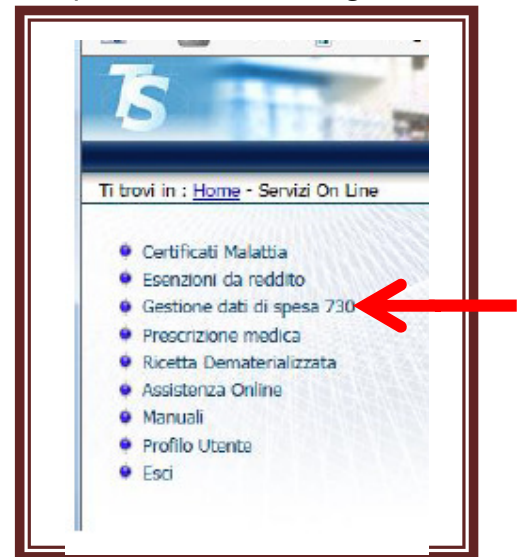 TS
Ti trovi in : Home - Servizi On Line
Certificati Malattia
Esenzioni da reddito
Gestione dati di spesa 730
Prescrizione medica
Ricetta Dematerializzata
Assistenza Online
Manuali
Profilo Utente
Esci